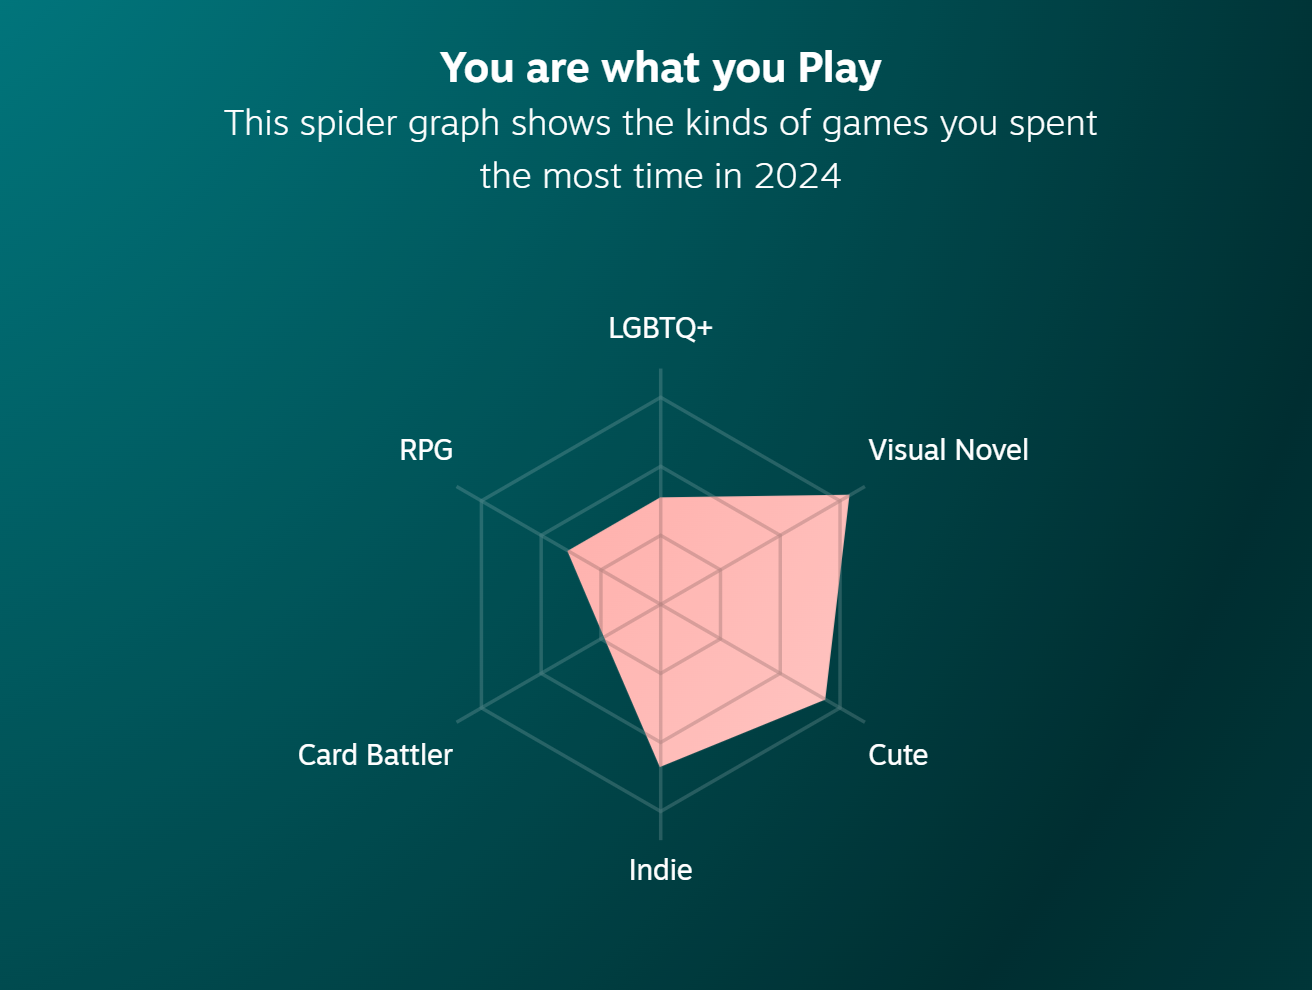 You are what you Play
This spider graph shows the kinds of games you spent
the most time in 2024
LGBTQ+
RPG
Visual Novel
Card Battler
Cute
Indie